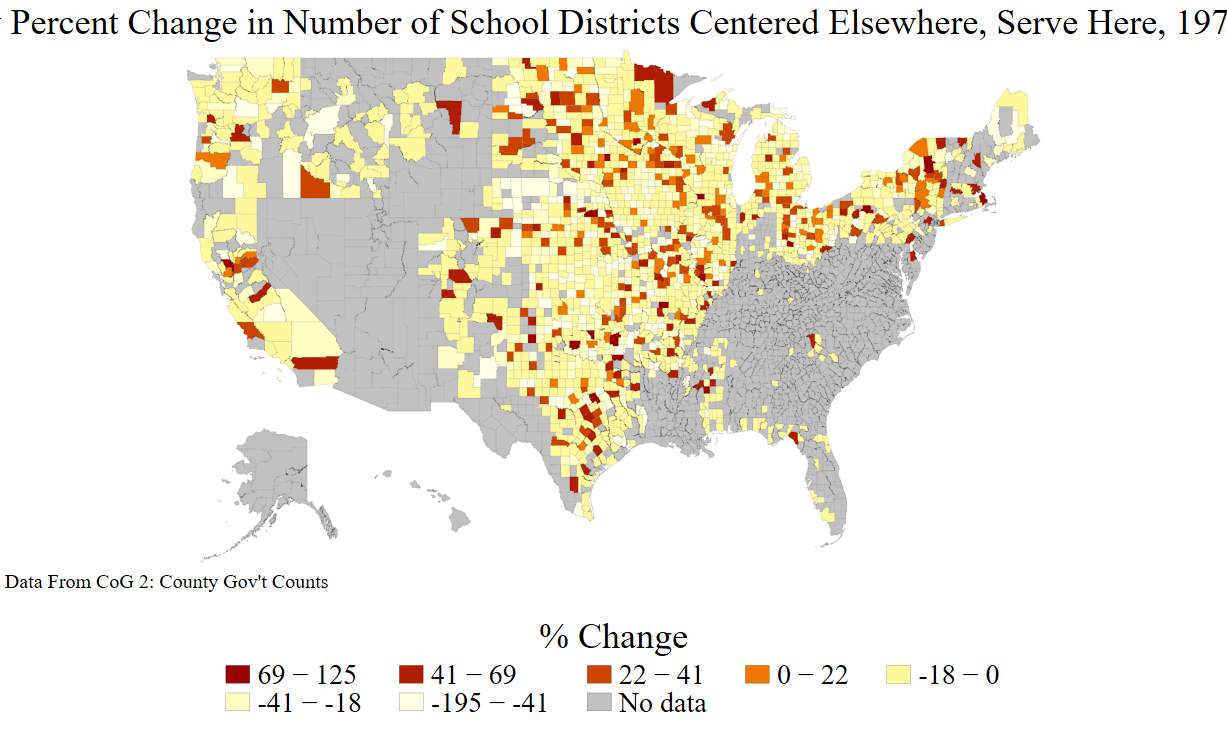 Percent Change in Number of School Districts Centered Elsewhere, Serve Here, 197
Data From CoG 2: County Gov't Counts
% Change
69 − 125 41 − 69 22 − 41 0 − 22 -18 − 0
-41 − -18 -195 − -41 No data